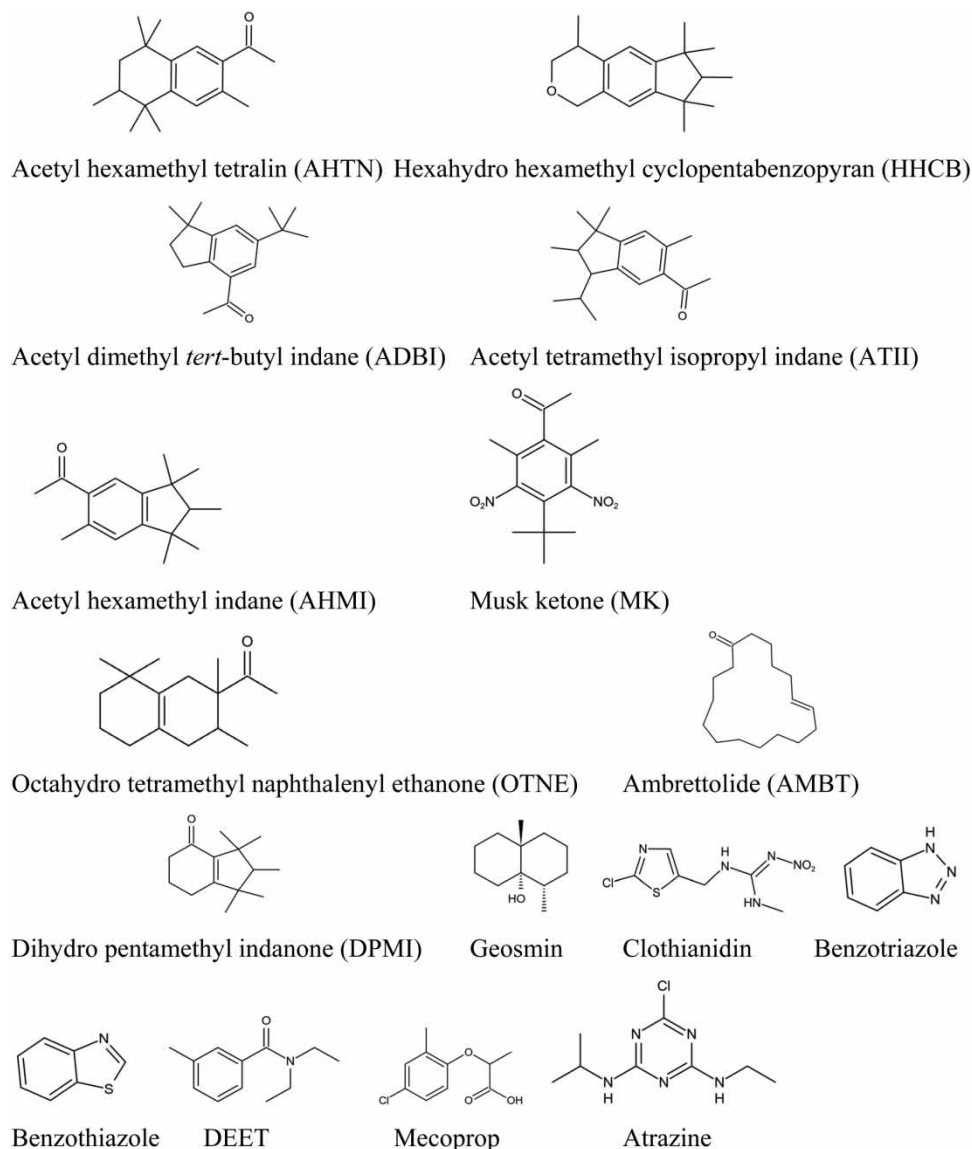 O
O
Acetyl hexamethyl tetralin (AHTN) Hexahydro hexamethyl cyclopentabenzopyran (HHCB)
O
O
Acetyl dimethyl tert-butyl indane (ADBI) Acetyl tetramethyl isopropyl indane (ATII)
O
O
O₂N NO₂
Acetyl hexamethyl indane (AHMI) Musk ketone (MK)
O O
Octahydro tetramethyl naphthalenyl ethanone (OTNE) Ambrettolide (AMBT)
O HO Cl N S H N N NO₂ HN H N N N
Dihydro pentamethyl indanone (DPMI) Geosmin Clothianidin Benzotriazole
N S O N Cl O O OH Cl N N N N H N H
Benzothiazole DEET Mecoprop Atrazine